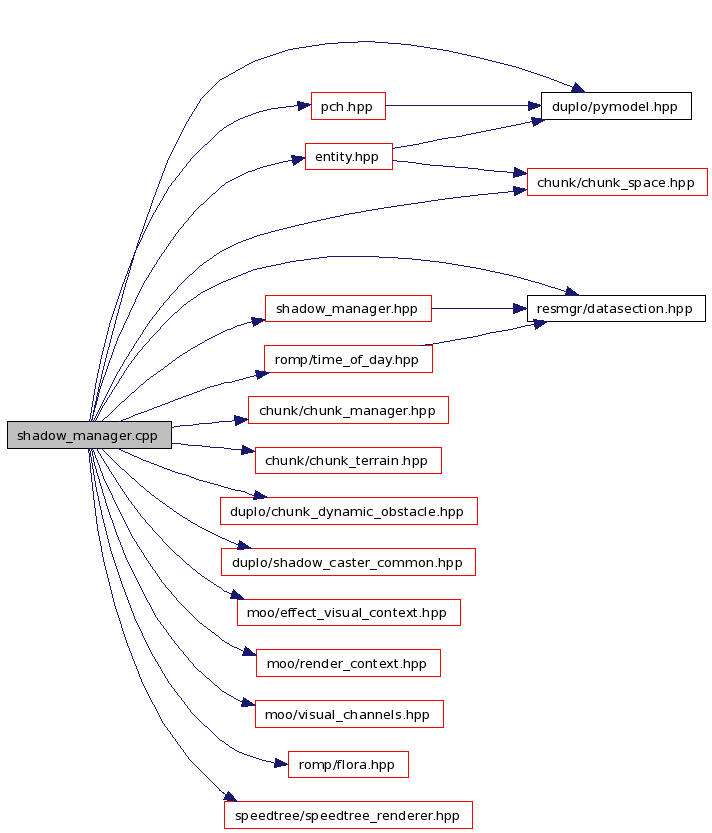 pch.hpp
duplo/pymodel.hpp
entity.hpp
chunk/chunk_space.hpp
shadow_manager.hpp
resmgr/datasection.hpp
romp/time_of_day.hpp
chunk/chunk_manager.hpp
shadow_manager.cpp
chunk/chunk_terrain.hpp
duplo/chunk_dynamic_obstacle.hpp
duplo/shadow_caster_common.hpp
moo/effect_visual_context.hpp
moo/render_context.hpp
moo/visual_channels.hpp
romp/flora.hpp
speedtree/speedtree_renderer.hpp